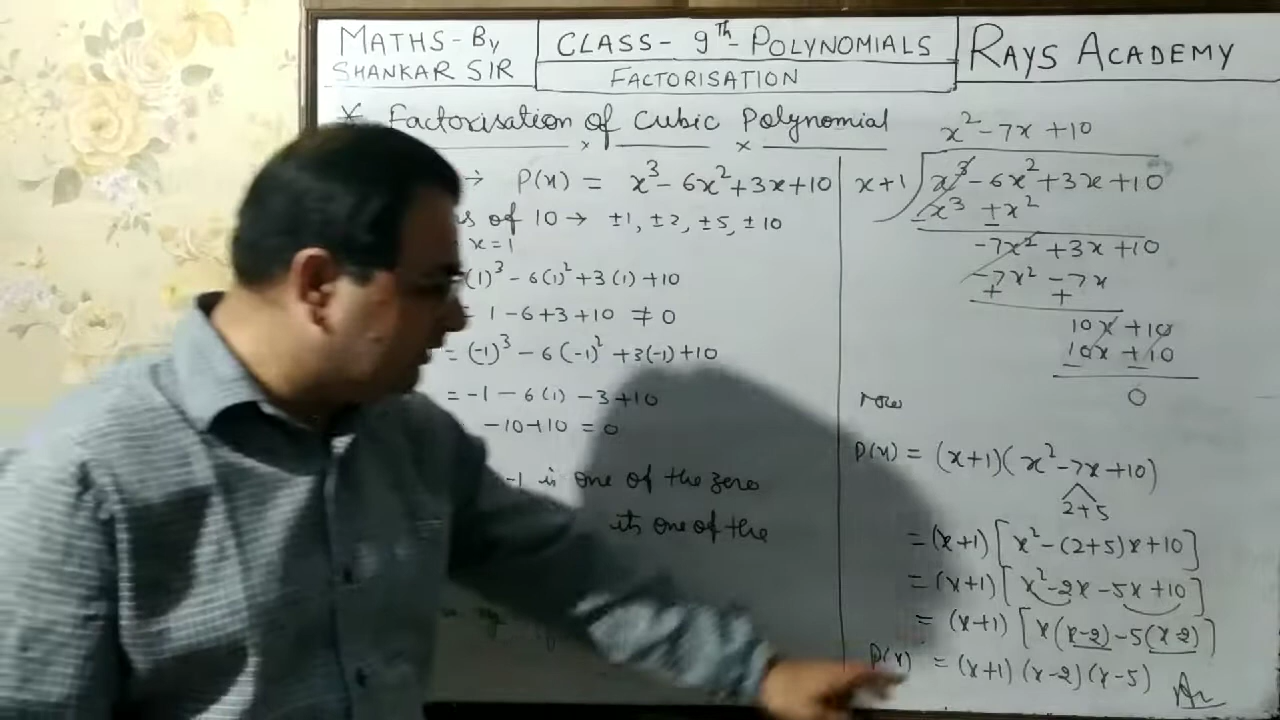 MATHS - By
SHANKAR SIR
CLASS - 9th - POLYNOMIALS
FACTORISATION
RAYS ACADEMY
* Factorisation of Cubic Polynomial
→ P(x) = x³ - 6x² + 3x + 10
of 10 → ±1, ±2, ±5, ±10
x = 1
(1)³ - 6(1)² + 3(1) + 10
1 - 6 + 3 + 10 ≠ 0
= (-1)³ - 6(-1)² + 3(-1) + 10
= -1 - 6(1) - 3 + 10
-10 + 10 = 0
-1 is one of the zero
its one of the
x² - 7x + 10
x+1 ) x³ - 6x² + 3x + 10
x³ + x²
-
-7x² + 3x + 10
-7x² - 7x
+ +
10x + 10
10x + 10
- -
0
now
P(x) = (x+1)(x² - 7x + 10)
2+5
= (x+1)[x² - (2+5)x + 10]
= (x+1)[x² - 2x - 5x + 10]
= (x+1)[x(x-2) - 5(x-2)]
P(x) = (x+1)(x-2)(x-5) An